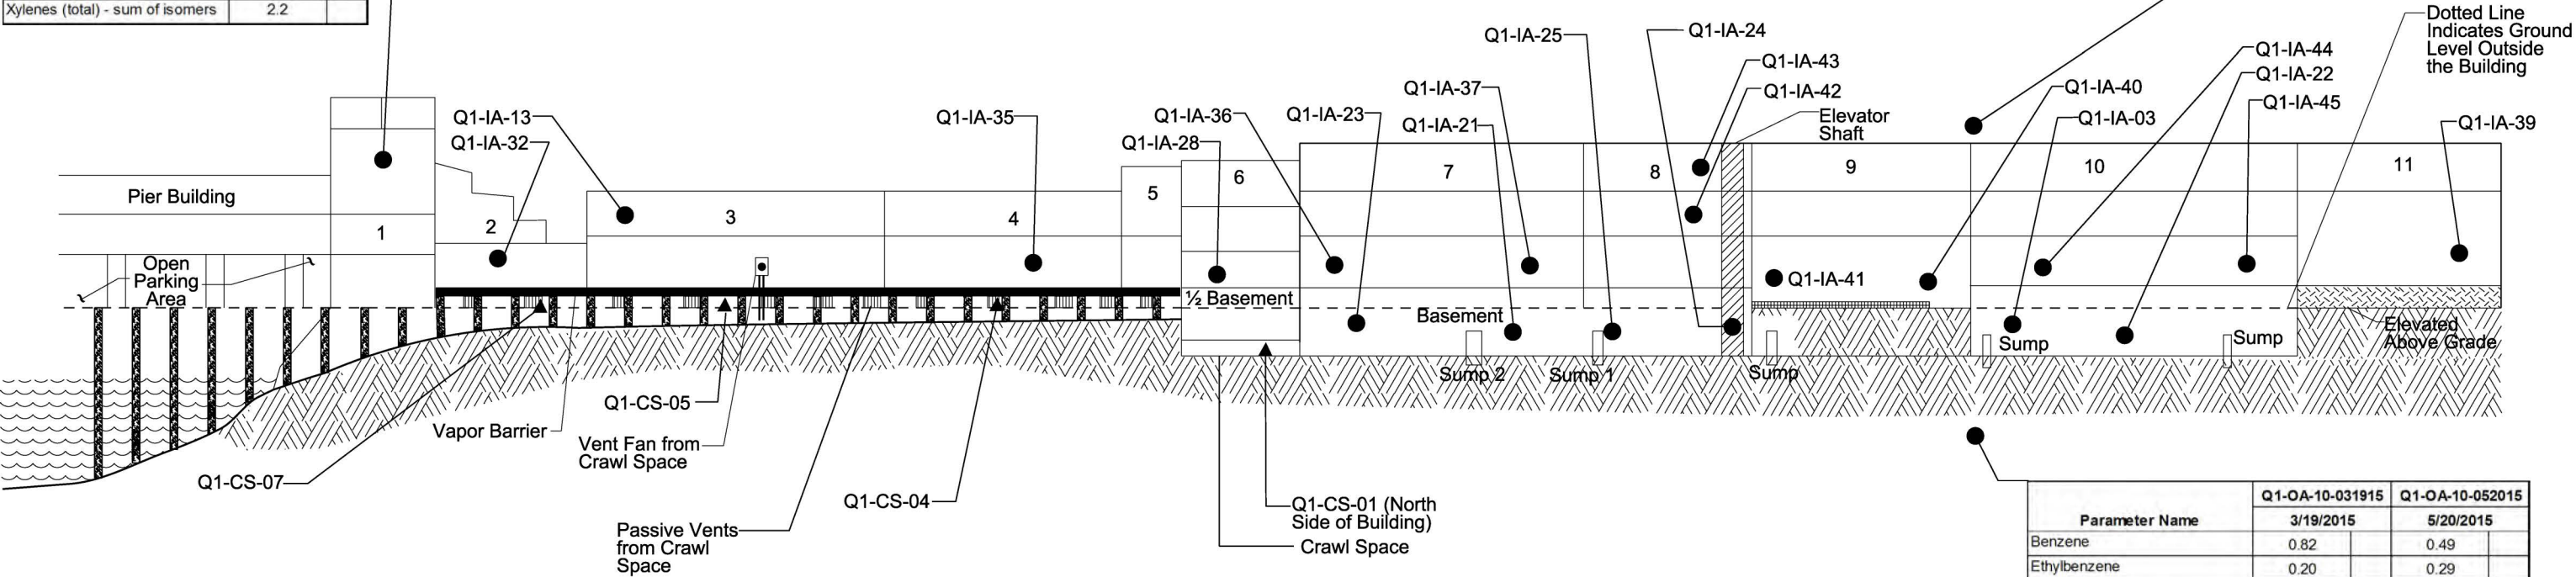 Xylenes (total) - sum of isomers 2.2
Dotted Line
Indicates Ground
Level Outside
the Building
Q1-IA-25
Q1-IA-24
Q1-IA-43
Q1-IA-44
Q1-IA-22
Q1-IA-45
Q1-IA-37
Q1-IA-42
Q1-IA-40
Q1-IA-13
Q1-IA-32
Q1-IA-35
Q1-IA-36
Q1-IA-28
Q1-IA-23
Q1-IA-21
Elevator
Shaft
Q1-IA-03
Q1-IA-39
Pier Building
1
2
3
4
5
6
7
8
9
10
11
Open
Parking
Area
Q1-IA-41
½ Basement
Basement
Sump 2
Sump 1
Sump
Sump
Sump
Elevated
Above Grade
Q1-CS-05
Vapor Barrier
Vent Fan from
Crawl Space
Q1-CS-07
Q1-CS-04
Passive Vents
from Crawl
Space
Q1-CS-01 (North
Side of Building)
Crawl Space
Parameter Name Q1-OA-10-031915 Q1-OA-10-052015
3/19/2015 5/20/2015
Benzene 0.82 0.49
Ethylbenzene 0.20 0.29